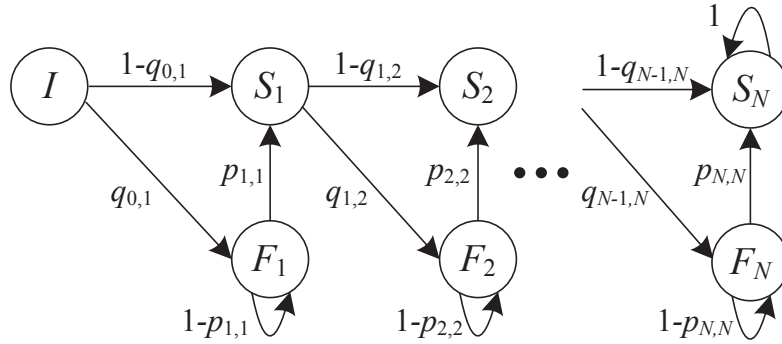 1
1-q0,1
1-q1,2
1-qN-1,N
I
S1
S2
SN
q0,1
p1,1
q1,2
p2,2
•••
qN-1,N
pN,N
F1
F2
FN
1-p1,1
1-p2,2
1-pN,N